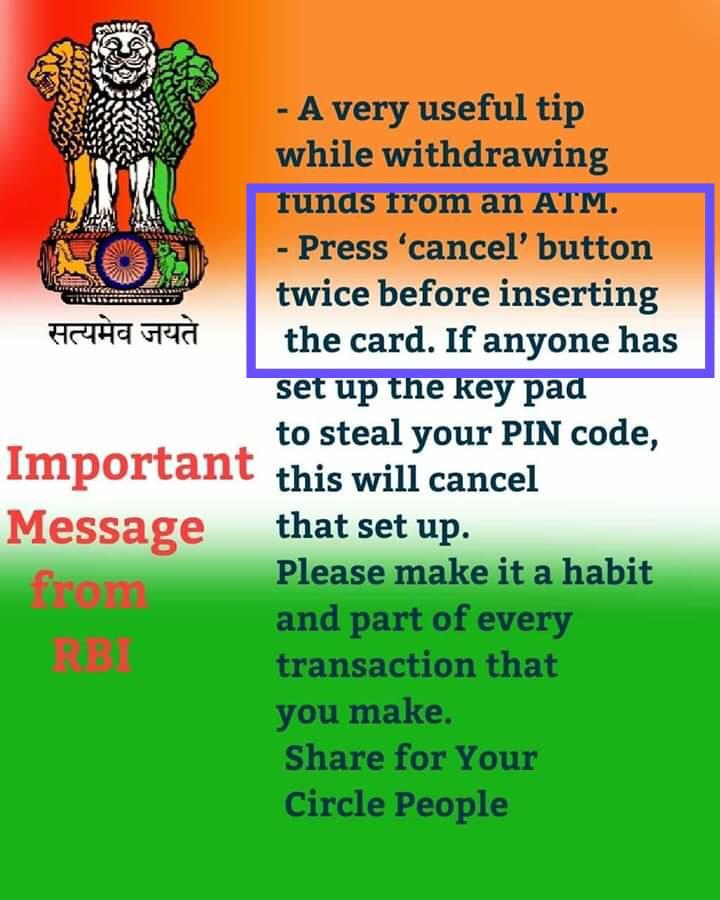 सत्यमेव जयते
Important
Message
from
RBI
- A very useful tip
while withdrawing
funds from an ATM.
- Press ‘cancel’ button
twice before inserting
the card. If anyone has
set up the key pad
to steal your PIN code,
this will cancel
that set up.
Please make it a habit
and part of every
transaction that
you make.
Share for Your
Circle People